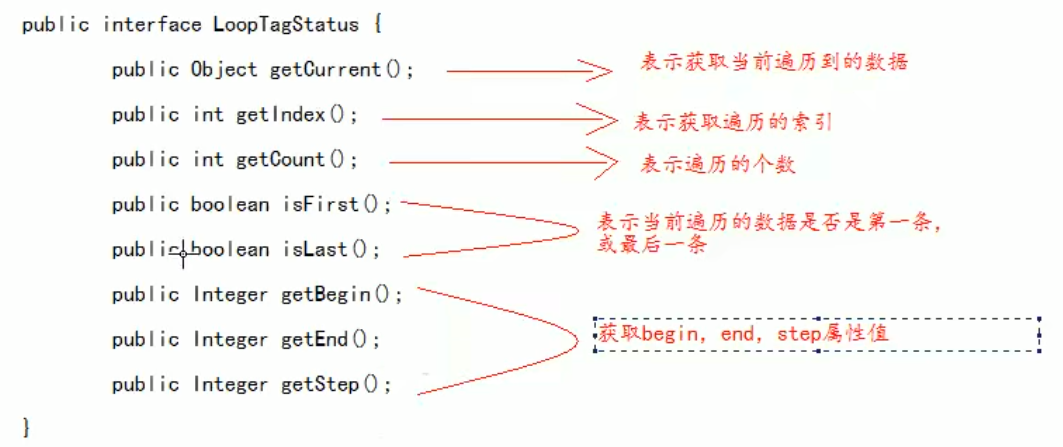 public interface LoopTagStatus {
public Object getCurrent(); 表示获取当前遍历到的数据
public int getIndex(); 表示获取遍历的索引
public int getCount(); 表示遍历的个数
public boolean isFirst();
表示当前遍历的数据是否是第一条，
或最后一条
public boolean isLast();
public Integer getBegin();
public Integer getEnd(); 获取begin，end，step属性值
public Integer getStep();
}